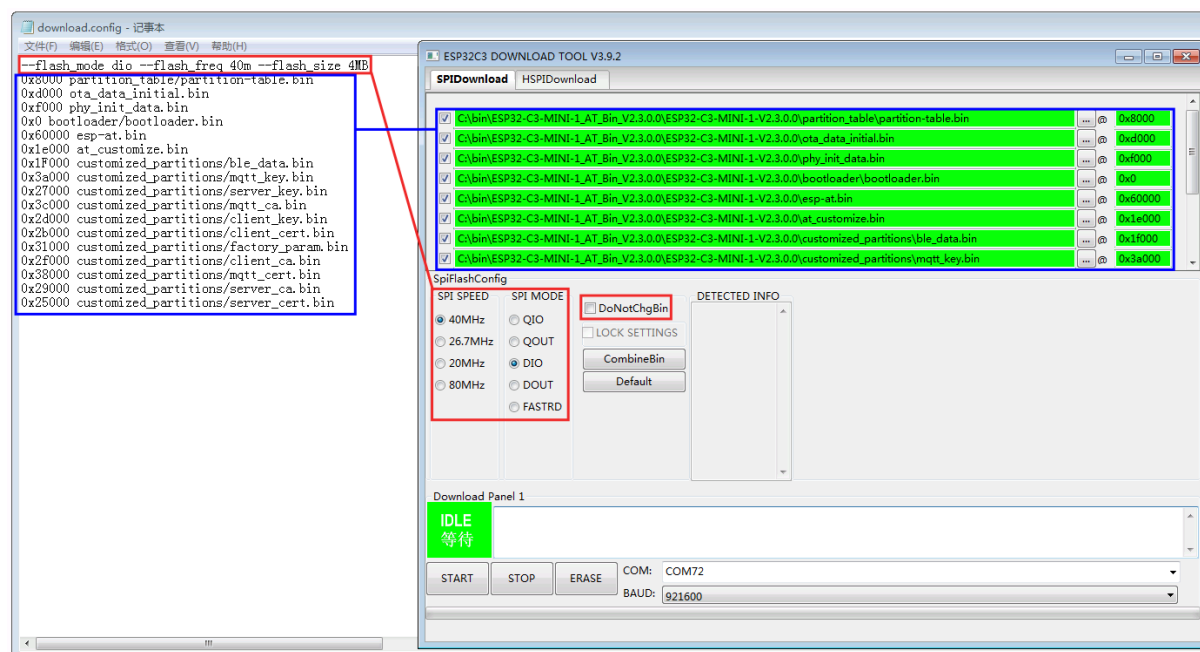 download.config - 记事本
文件(F) 编辑(E) 格式(O) 查看(V) 帮助(H)
--flash_mode dio --flash_freq 40m --flash_size 4MB
0x8000 partition_table/partition-table.bin
0xd000 ota_data_initial.bin
0xf000 phy_init_data.bin
0x0 bootloader/bootloader.bin
0x60000 esp-at.bin
0x1e000 at_customize.bin
0x1F000 customized_partitions/ble_data.bin
0x3a000 customized_partitions/mqtt_key.bin
0x27000 customized_partitions/server_key.bin
0x3c000 customized_partitions/mqtt_ca.bin
0x2d000 customized_partitions/client_key.bin
0x2b000 customized_partitions/client_cert.bin
0x31000 customized_partitions/factory_param.bin
0x2f000 customized_partitions/client_ca.bin
0x38000 customized_partitions/mqtt_cert.bin
0x29000 customized_partitions/server_ca.bin
0x25000 customized_partitions/server_cert.bin
ESP32C3 DOWNLOAD TOOL V3.9.2
SPIDownload HSPIDownload
C:\bin\ESP32-C3-MINI-1_AT_Bin_V2.3.0.0\ESP32-C3-MINI-1-V2.3.0.0\partition_table\partition-table.bin ... @ 0x8000
C:\bin\ESP32-C3-MINI-1_AT_Bin_V2.3.0.0\ESP32-C3-MINI-1-V2.3.0.0\ota_data_initial.bin ... @ 0xd000
C:\bin\ESP32-C3-MINI-1_AT_Bin_V2.3.0.0\ESP32-C3-MINI-1-V2.3.0.0\phy_init_data.bin ... @ 0xf000
C:\bin\ESP32-C3-MINI-1_AT_Bin_V2.3.0.0\ESP32-C3-MINI-1-V2.3.0.0\bootloader\bootloader.bin ... @ 0x0
C:\bin\ESP32-C3-MINI-1_AT_Bin_V2.3.0.0\ESP32-C3-MINI-1-V2.3.0.0\esp-at.bin ... @ 0x60000
C:\bin\ESP32-C3-MINI-1_AT_Bin_V2.3.0.0\ESP32-C3-MINI-1-V2.3.0.0\at_customize.bin ... @ 0x1e000
C:\bin\ESP32-C3-MINI-1_AT_Bin_V2.3.0.0\ESP32-C3-MINI-1-V2.3.0.0\customized_partitions\ble_data.bin ... @ 0x1f000
C:\bin\ESP32-C3-MINI-1_AT_Bin_V2.3.0.0\ESP32-C3-MINI-1-V2.3.0.0\customized_partitions\mqtt_key.bin ... @ 0x3a000
SpiFlashConfig
SPI SPEED SPI MODE DETECTED INFO
DoNotChgBin
40MHz QIO
LOCK SETTINGS
26.7MHz QOUT
20MHz DIO CombineBin
80MHz DOUT Default
FASTRD
Download Panel 1
IDLE
等待
START STOP ERASE COM: COM72
BAUD: 921600